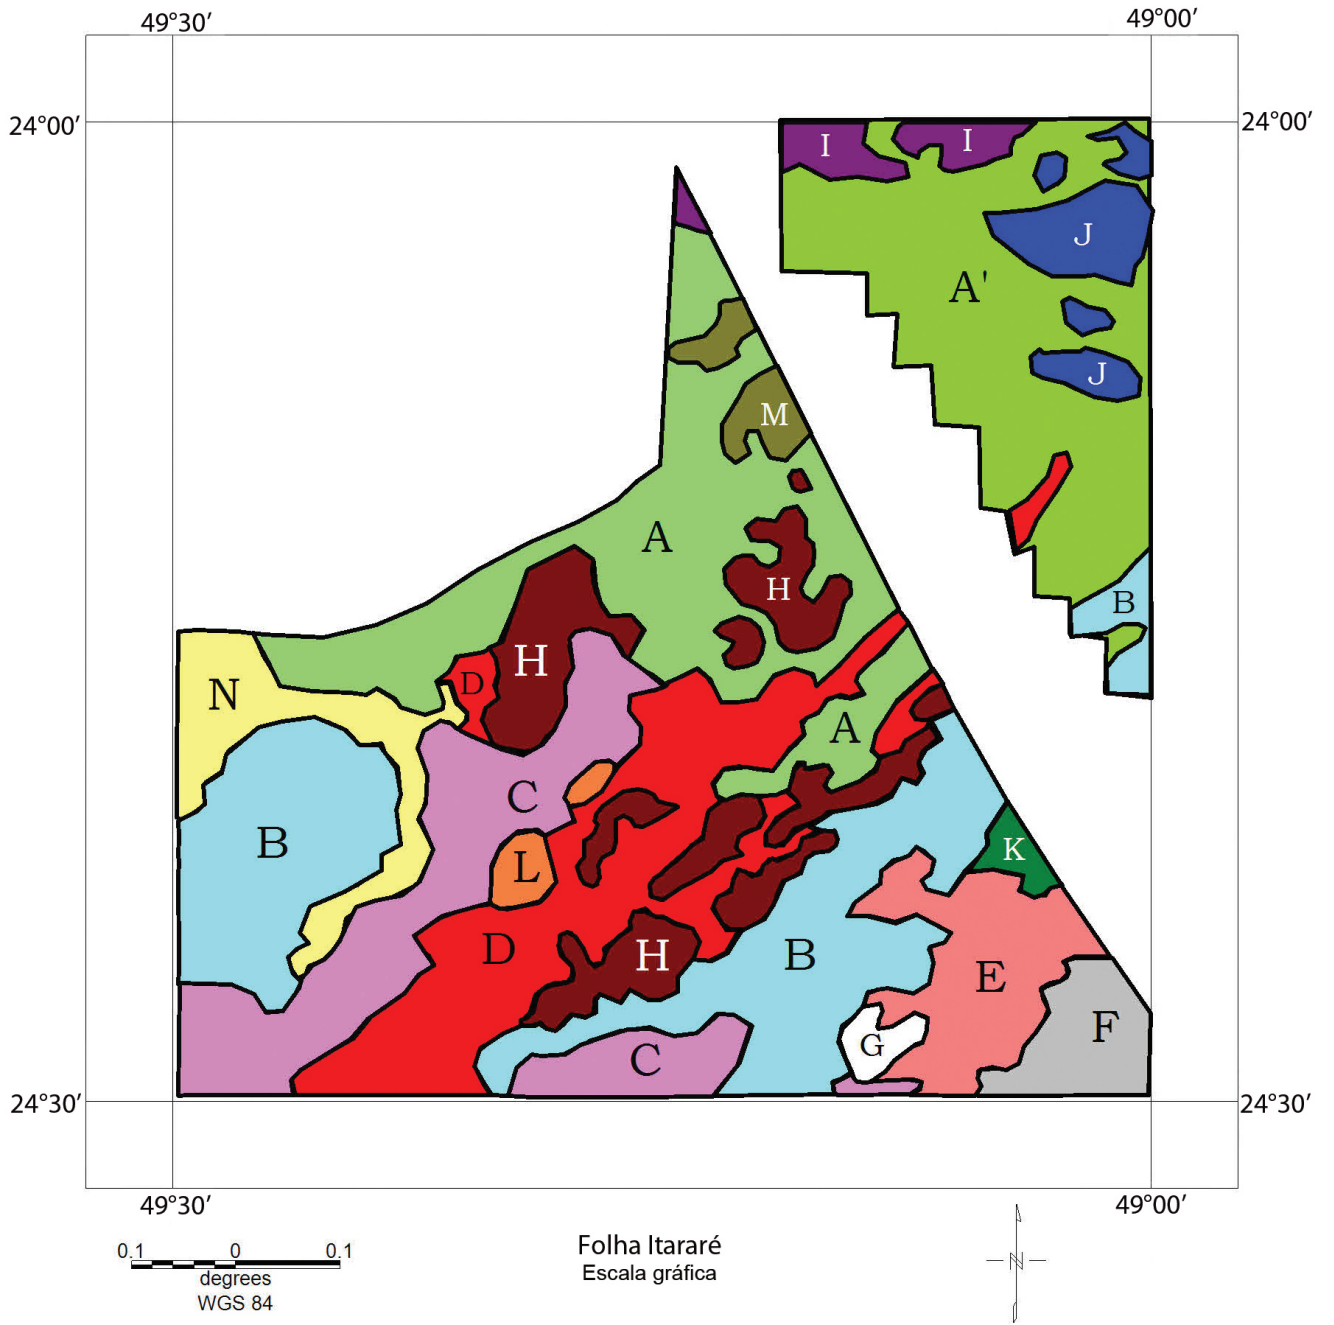 49°30′
49°00′
24°00′
24°00′
I
I
J
A'
J
M
A
H
B
H
D
N
A
C
B
K
L
D
H
B
E
F
G
C
24°30′
24°30′
49°30′
49°00′
0.1 0 0.1
degrees
WGS 84
Folha Itararé
Escala gráfica
N